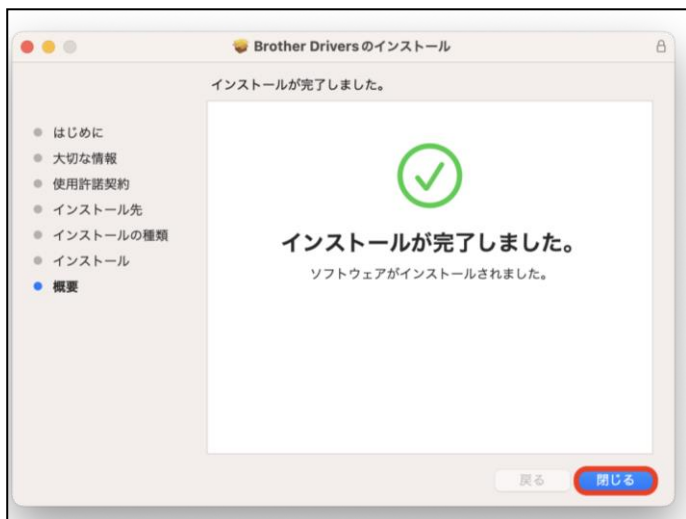 Brother Driversのインストール
インストールが完了しました。
はじめに
大切な情報
使用許諾契約
インストール先
インストールの種類
インストール
概要
インストールが完了しました。
ソフトウェアがインストールされました。
戻る
閉じる